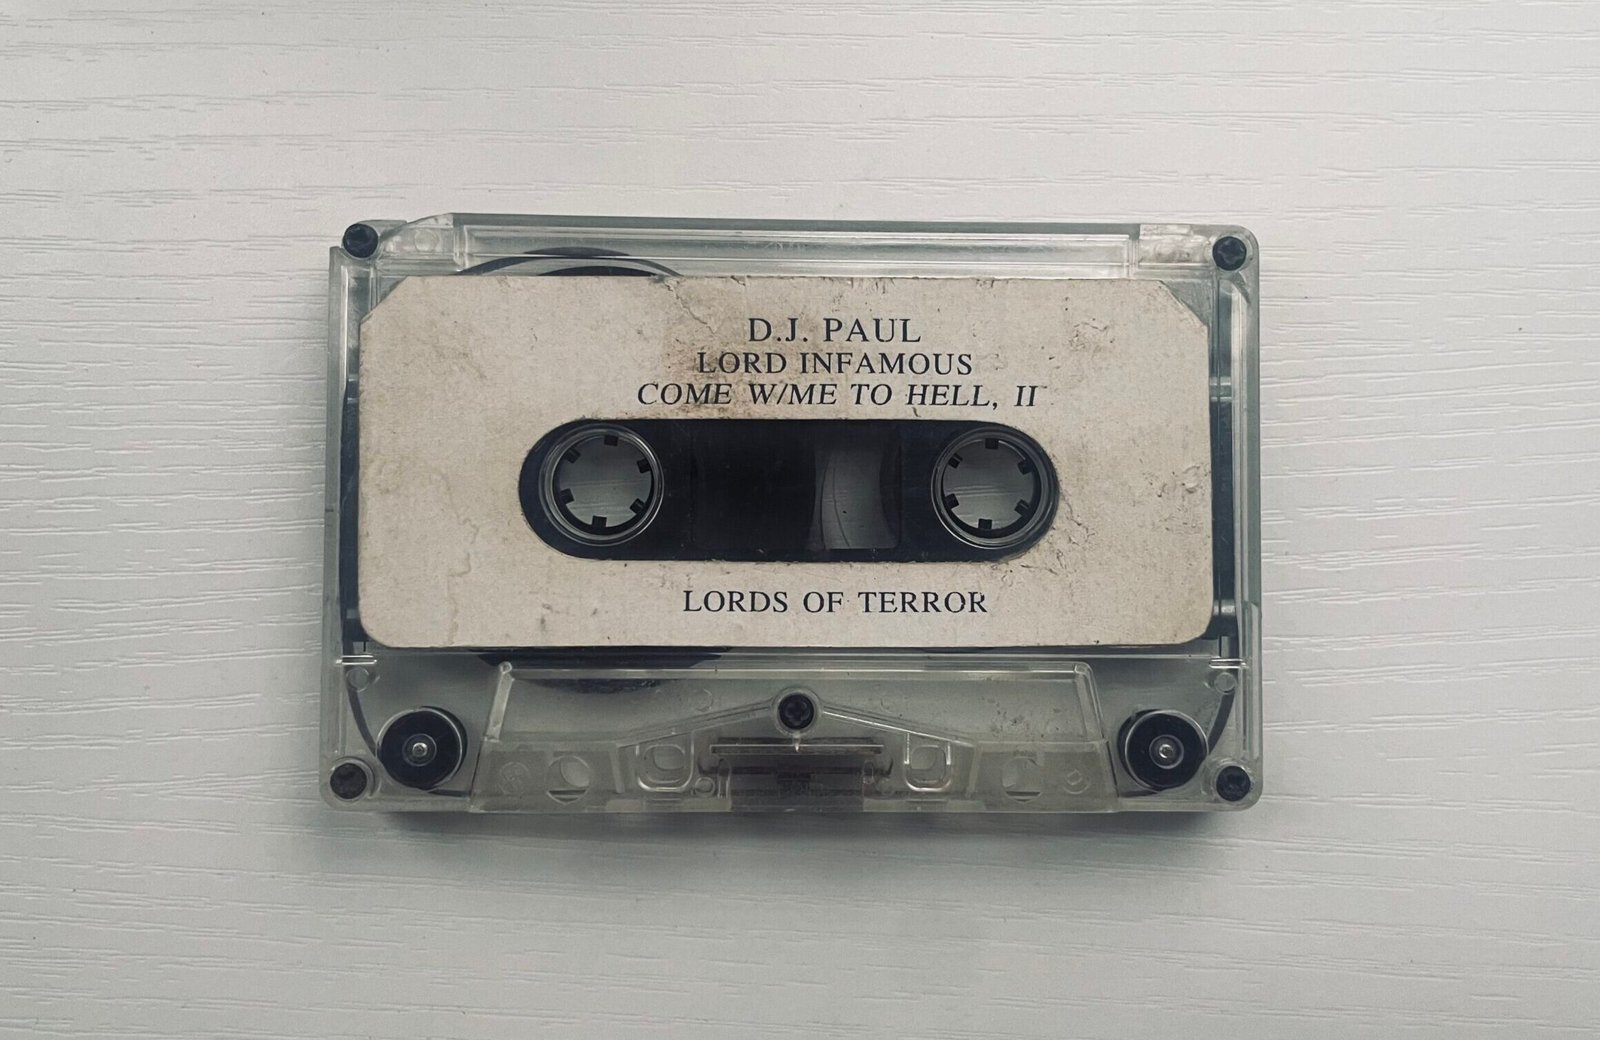 D.J. PAUL
LORD INFAMOUS
COME W/ME TO HELL, II
LORDS OF TERROR